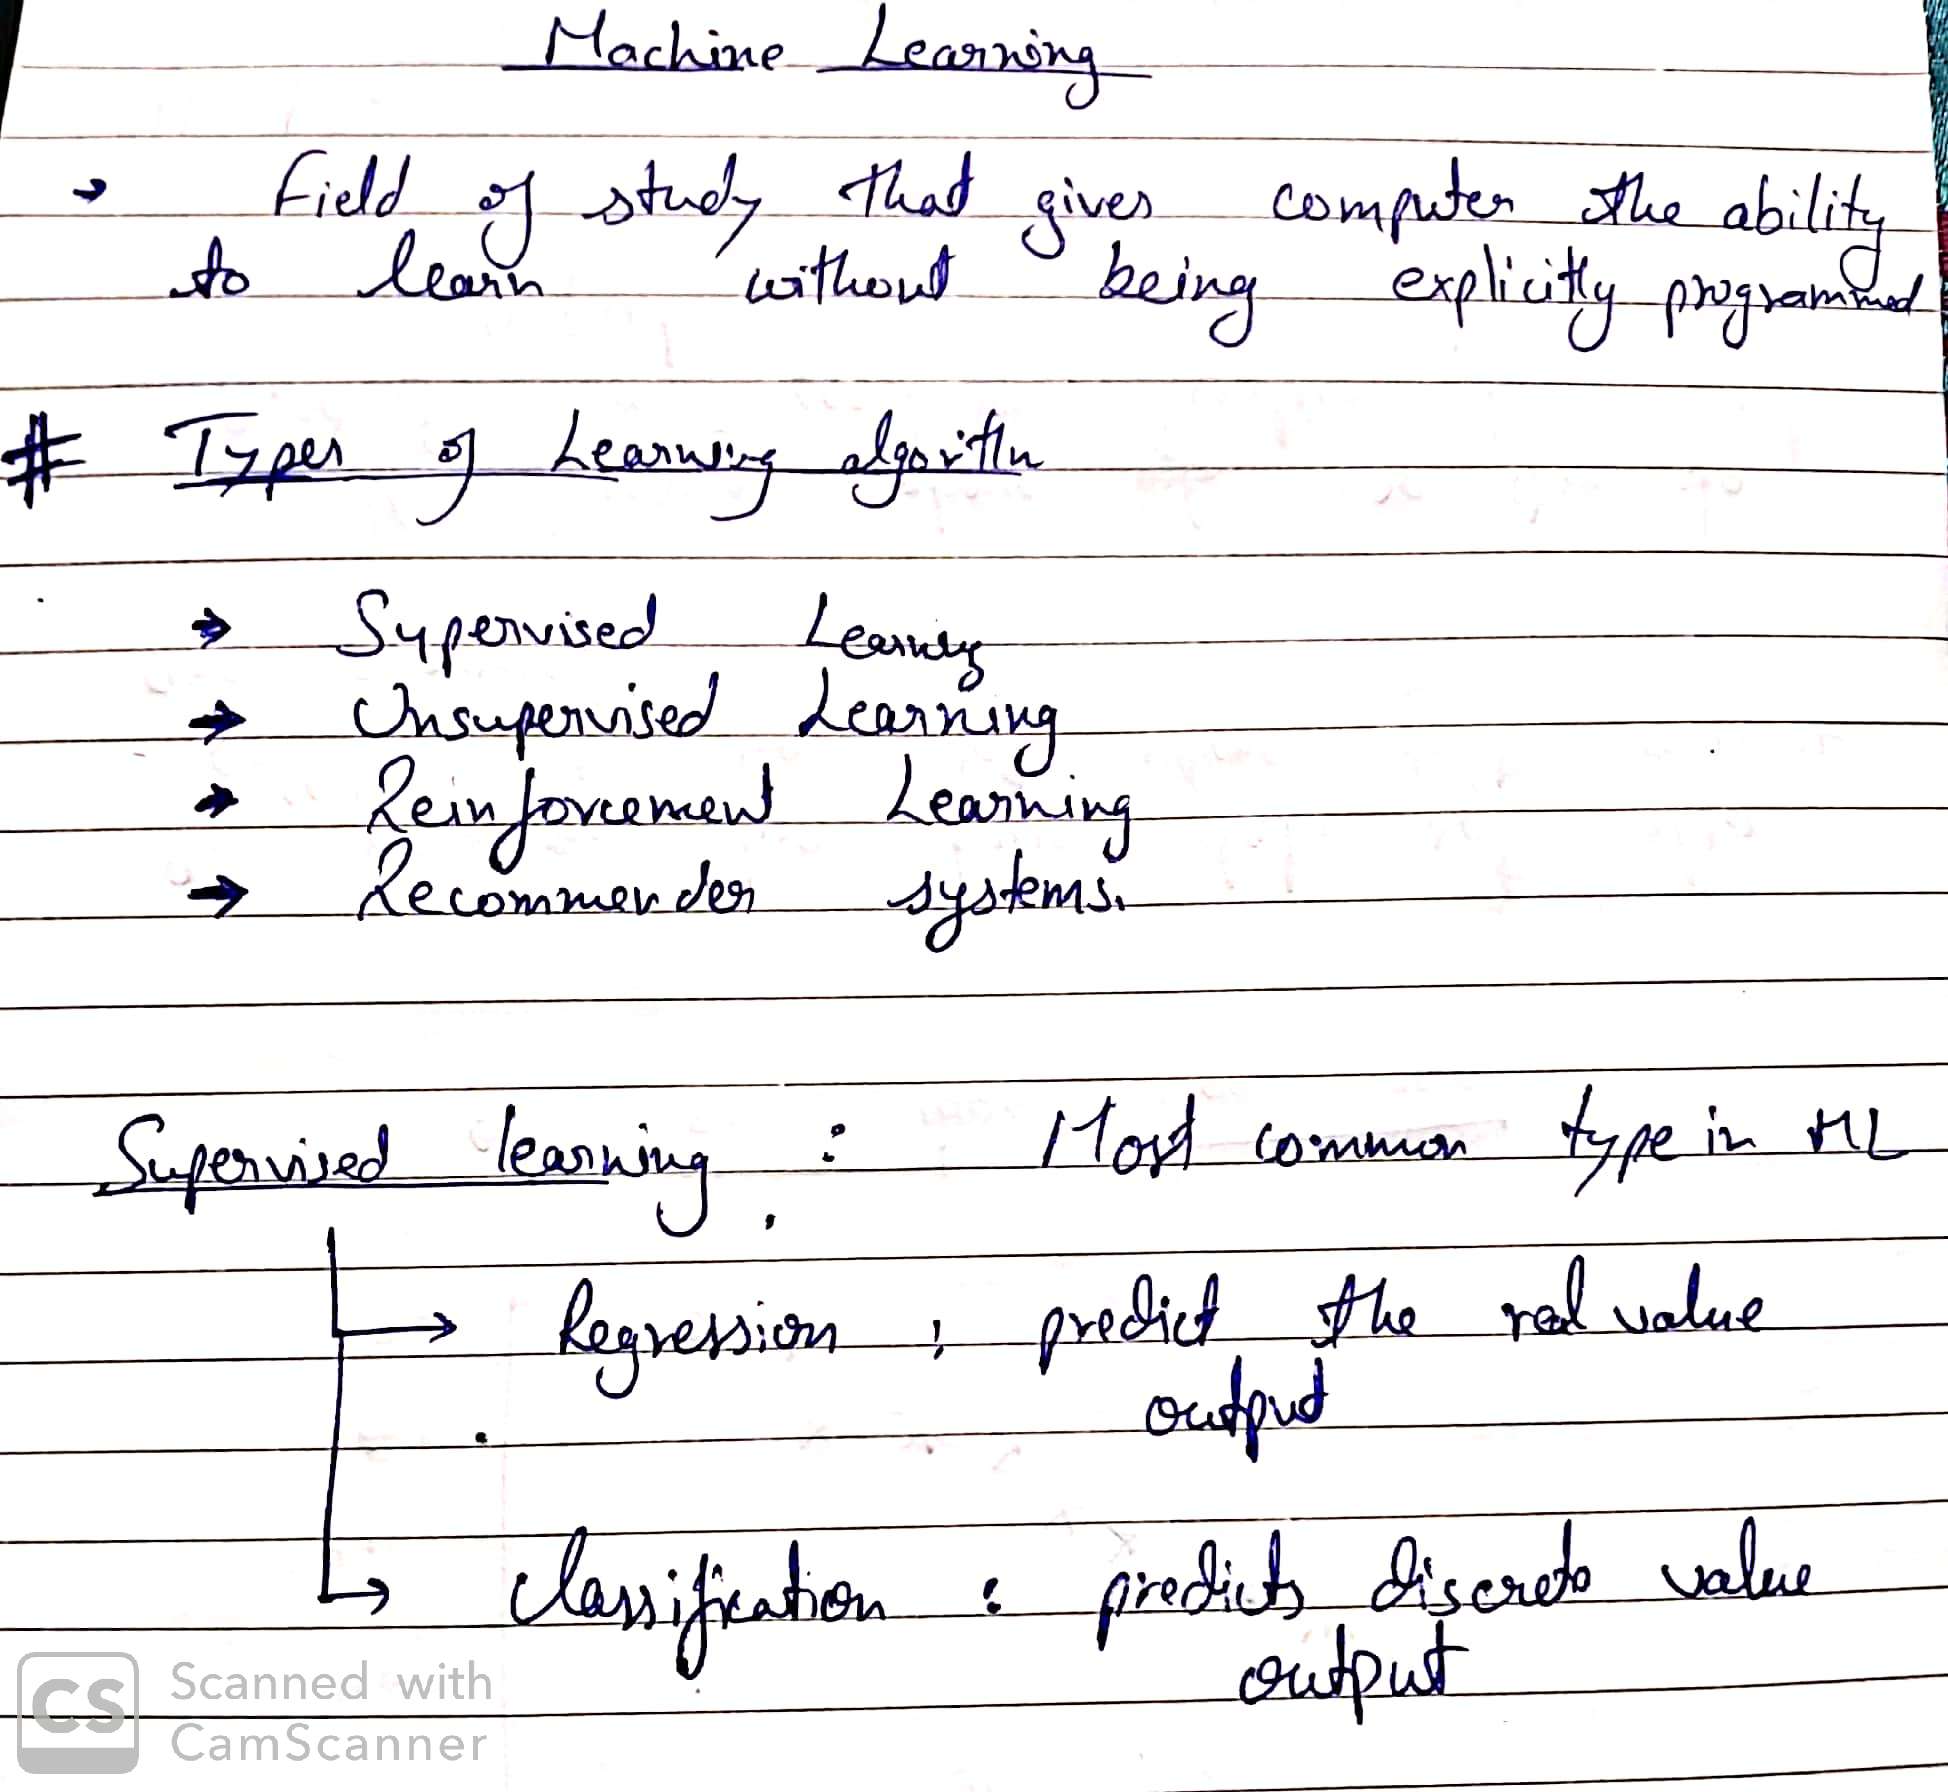 Machine Learning
→ Field of study that gives computer the ability
to learn without being explicitly programmed
# Types of Learning algorithm
→ Supervised Learning
→ Unsupervised Learning
→ Reinforcement Learning
→ Recommender systems.
Supervised learning : Most common type in ML
→ Regression : predict the real value
output
→ Classification : predicts discrete value
output
CS Scanned with
CamScanner